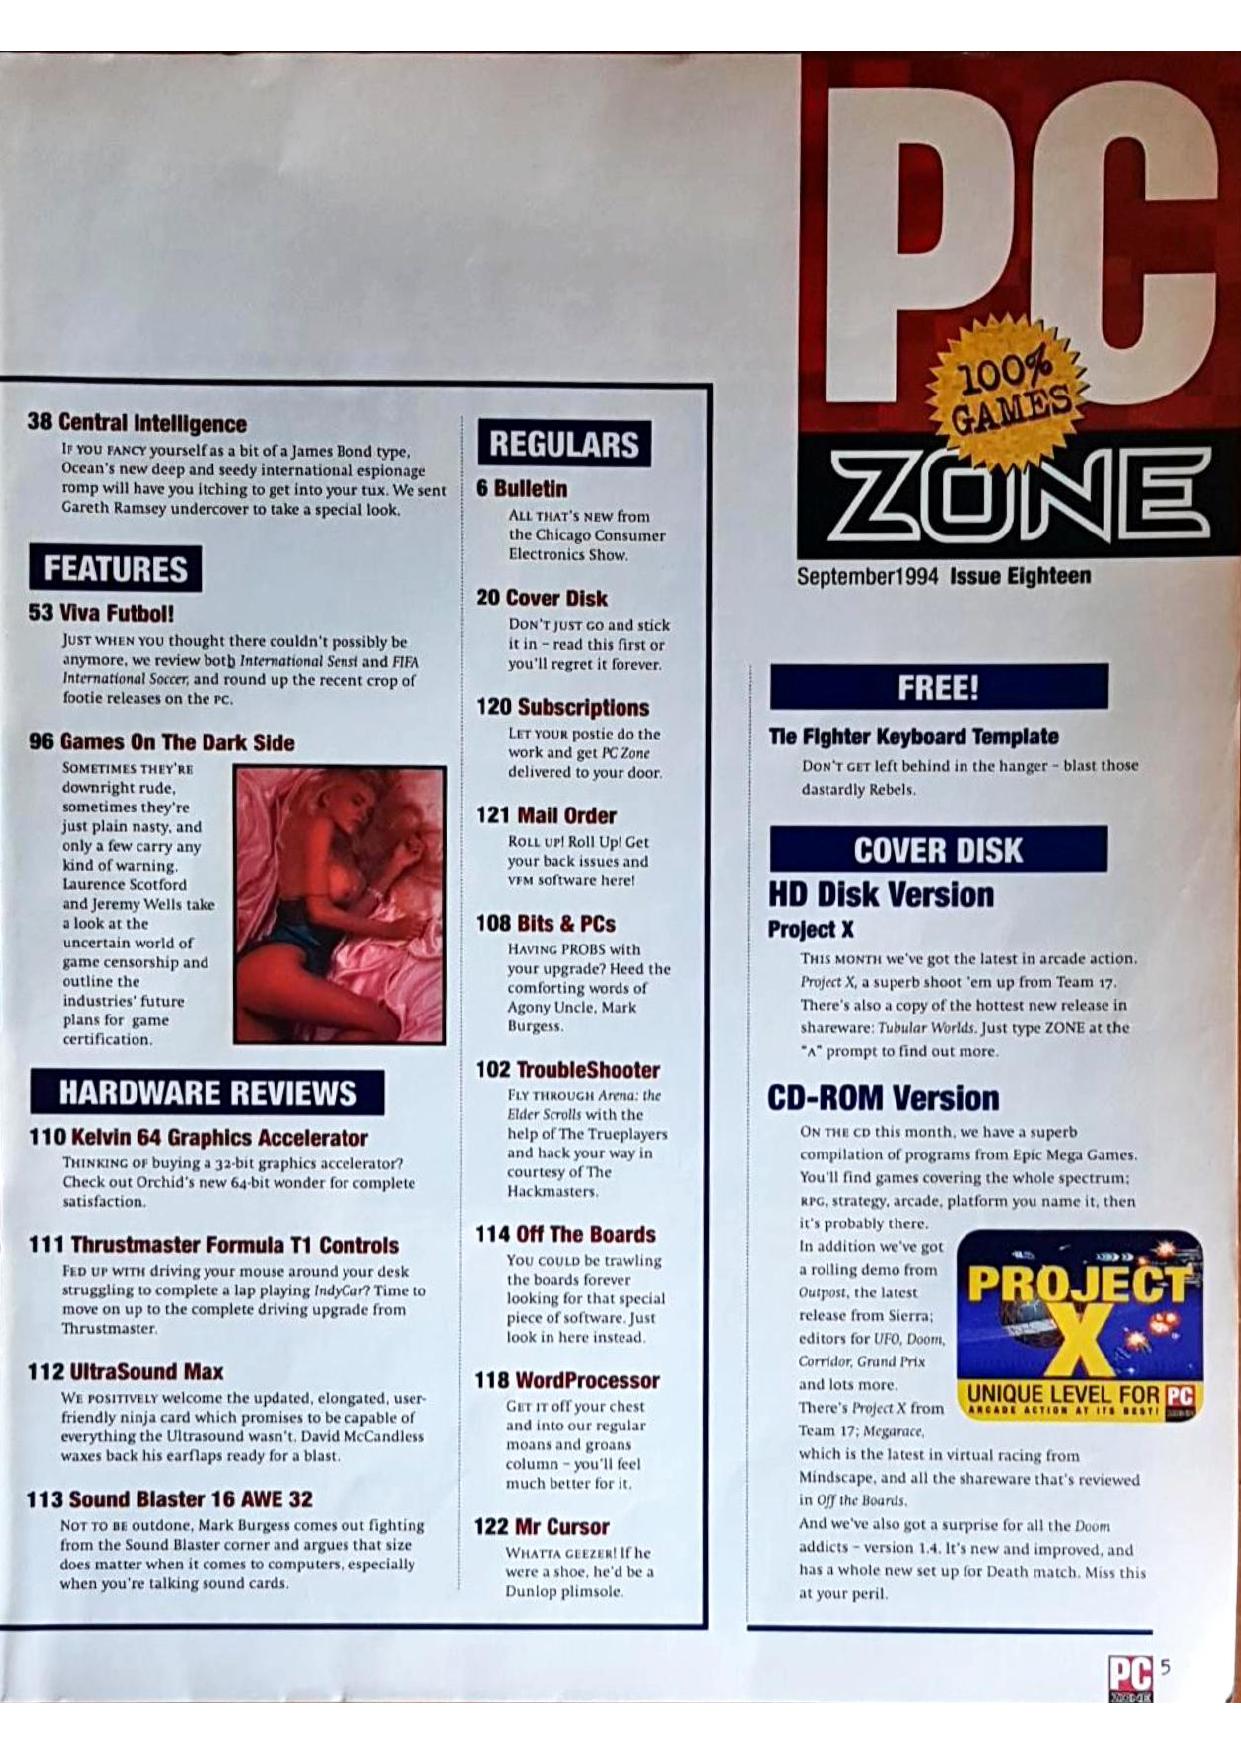 PC
100%
GAMES
ZONE
September1994 Issue Eighteen
38 Central Intelligence
IF YOU FANCY yourself as a bit of a James Bond type,
Ocean's new deep and seedy international espionage
romp will have you itching to get into your tux. We sent
Gareth Ramsey undercover to take a special look.
FEATURES
53 Viva Futbol!
JUST WHEN YOU thought there couldn't possibly be
anymore, we review both International Sensi and FIFA
International Soccer, and round up the recent crop of
footie releases on the PC.
96 Games On The Dark Side
SOMETIMES THEY'RE
downright rude,
sometimes they're
just plain nasty, and
only a few carry any
kind of warning.
Laurence Scotford
and Jeremy Wells take
a look at the
uncertain world of
game censorship and
outline the
industries' future
plans for game
certification.
HARDWARE REVIEWS
110 Kelvin 64 Graphics Accelerator
THINKING OF buying a 32-bit graphics accelerator?
Check out Orchid's new 64-bit wonder for complete
satisfaction.
111 Thrustmaster Formula T1 Controls
FED UP WITH driving your mouse around your desk
struggling to complete a lap playing IndyCar? Time to
move on up to the complete driving upgrade from
Thrustmaster.
112 UltraSound Max
WE POSITIVELY welcome the updated, elongated, user-
friendly ninja card which promises to be capable of
everything the Ultrasound wasn't. David McCandless
waxes back his earflaps ready for a blast.
113 Sound Blaster 16 AWE 32
NOT TO BE outdone, Mark Burgess comes out fighting
from the Sound Blaster corner and argues that size
does matter when it comes to computers, especially
when you're talking sound cards.
REGULARS
6 Bulletin
ALL THAT'S NEW from
the Chicago Consumer
Electronics Show.
20 Cover Disk
DON'T JUST GO and stick
it in – read this first or
you'll regret it forever.
120 Subscriptions
LET YOUR postie do the
work and get PC Zone
delivered to your door.
121 Mail Order
ROLL UP! Roll Up! Get
your back issues and
VFM software here!
108 Bits & PCs
HAVING PROBS with
your upgrade? Heed the
comforting words of
Agony Uncle, Mark
Burgess.
102 TroubleShooter
FLY THROUGH Arena: the
Elder Scrolls with the
help of The Trueplayers
and hack your way in
courtesy of The
Hackmasters.
114 Off The Boards
YOU COULD be trawling
the boards forever
looking for that special
piece of software. Just
look in here instead.
118 WordProcessor
GET IT off your chest
and into our regular
moans and groans
column – you'll feel
much better for it.
122 Mr Cursor
WHATTA GEEZER! If he
were a shoe, he'd be a
Dunlop plimsole.
FREE!
Tie Fighter Keyboard Template
DON'T GET left behind in the hanger – blast those
dastardly Rebels.
COVER DISK
HD Disk Version
Project X
THIS MONTH we've got the latest in arcade action.
Project X, a superb shoot 'em up from Team 17.
There's also a copy of the hottest new release in
shareware: Tubular Worlds. Just type ZONE at the
"^" prompt to find out more.
CD-ROM Version
ON THE CD this month, we have a superb
compilation of programs from Epic Mega Games.
You'll find games covering the whole spectrum;
RPG, strategy, arcade, platform you name it, then
it's probably there.
In addition we've got
a rolling demo from
Outpost, the latest
release from Sierra;
editors for UFO, Doom,
Corridor, Grand Prix
and lots more.
There's Project X from
Team 17; Megarace,
which is the latest in virtual racing from
Mindscape, and all the shareware that's reviewed
in Off the Boards.
And we've also got a surprise for all the Doom
addicts – version 1.4. It's new and improved, and
has a whole new set up for Death match. Miss this
at your peril.
PROJECT
X
UNIQUE LEVEL FOR PC
ZONE
ARCADE ACTION AT ITS BEST!
PC
ZONE
5